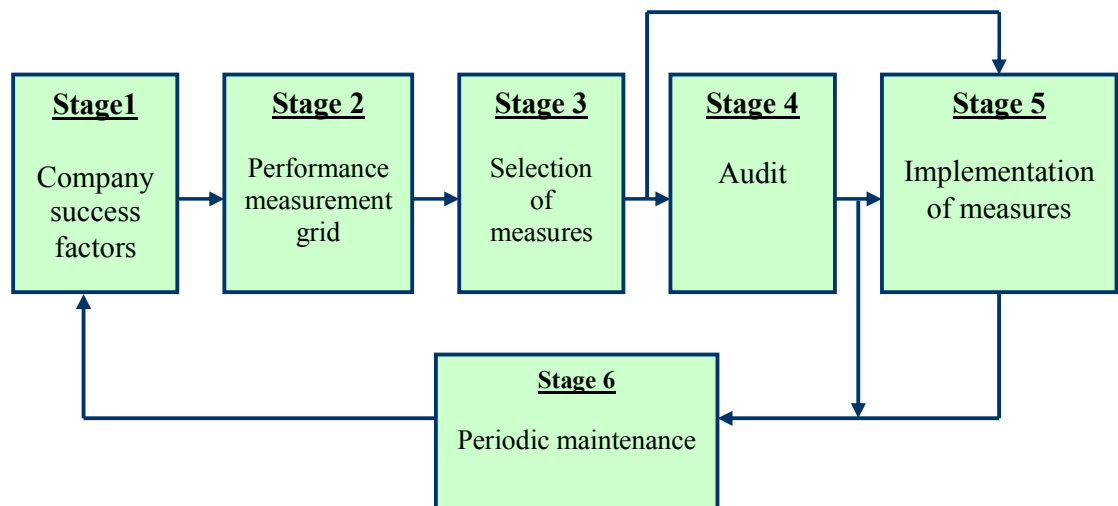 Stage1
Company
success
factors
Stage 2
Performance
measurement
grid
Stage 3
Selection
of
measures
Stage 4
Audit
Stage 5
Implementation
of measures
Stage 6
Periodic maintenance